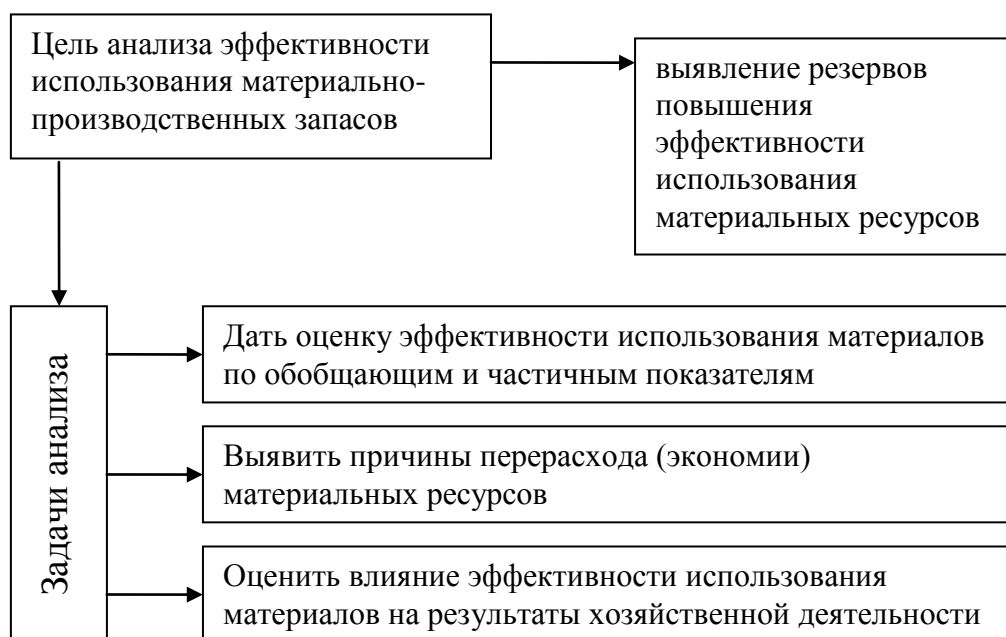 Цель анализа эффективности
использования материально-
производственных запасов
выявление резервов
повышения
эффективности
использования
материальных ресурсов
Задачи анализа
Дать оценку эффективности использования материалов
по обобщающим и частичным показателям
Выявить причины перерасхода (экономии)
материальных ресурсов
Оценить влияние эффективности использования
материалов на результаты хозяйственной деятельности